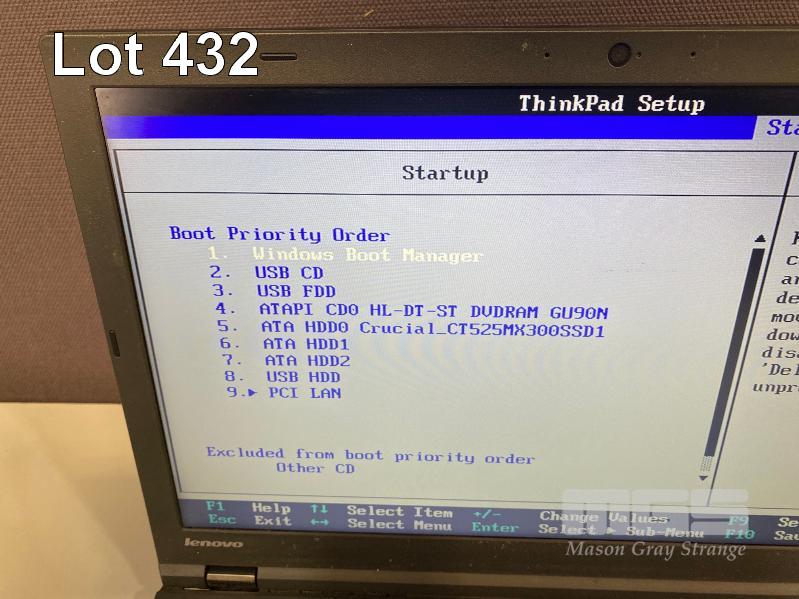 Lot 432
ThinkPad Setup
Startup
Boot Priority Order
1. Windows Boot Manager
2. USB CD
3. USB FDD
4. ATAPI CD0 HL-DT-ST DVDRAM GU90N
5. ATA HDD0 Crucial_CT525MX300SSD1
6. ATA HDD1
7. ATA HDD2
8. USB HDD
9.▸ PCI LAN
Excluded from boot priority order
Other CD
F1 Help ↑↓ Select Item +/- Change Values F9
Esc Exit ↔ Select Menu Enter Select ▸ Sub-Menu F10
lenovo
MGS
Mason Gray Strange